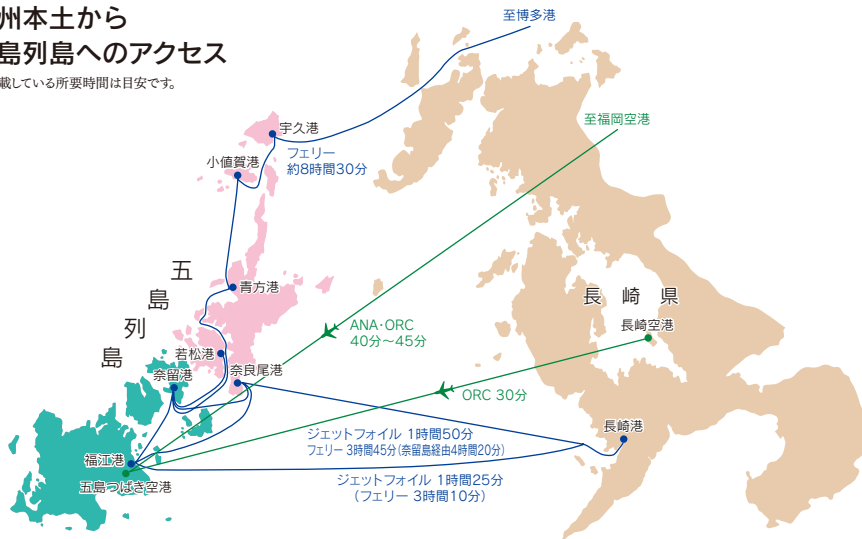 州本土から
島列島へのアクセス
載している所要時間は目安です。
至博多港
至福岡空港
宇久港
フェリー
約8時間30分
小値賀港
五島列島
青方港
長崎県
長崎空港
ANA・ORC
40分〜45分
若松港
奈良尾港
奈留港
ORC 30分
長崎港
ジェットフォイル 1時間50分
フェリー 3時間45分(奈留島経由4時間20分)
福江港
五島つばき空港
ジェットフォイル 1時間25分
(フェリー 3時間10分)